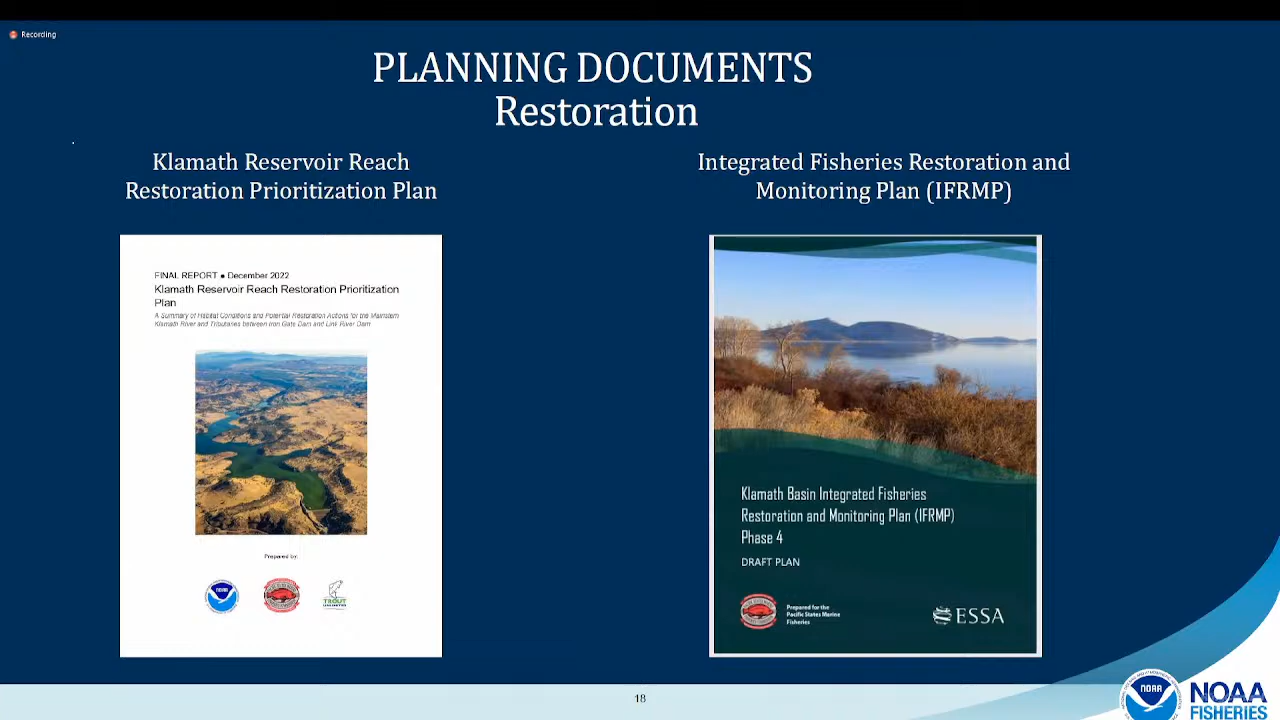 Recording
PLANNING DOCUMENTS
Restoration
Klamath Reservoir Reach
Restoration Prioritization Plan
Integrated Fisheries Restoration and
Monitoring Plan (IFRMP)
FINAL REPORT ● December 2022
Klamath Reservoir Reach Restoration Prioritization
Plan
A Summary of Habitat Conditions and Potential Restoration Actions for the Mainstem
Klamath River and Tributaries between Iron Gate Dam and Link River Dam
Prepared by:
NOAA
TROUT
Klamath Basin Integrated Fisheries
Restoration and Monitoring Plan (IFRMP)
Phase 4
DRAFT PLAN
Prepared for the
Pacific States Marine
Fisheries
ESSA
18
NOAA
NOAA
FISHERIES